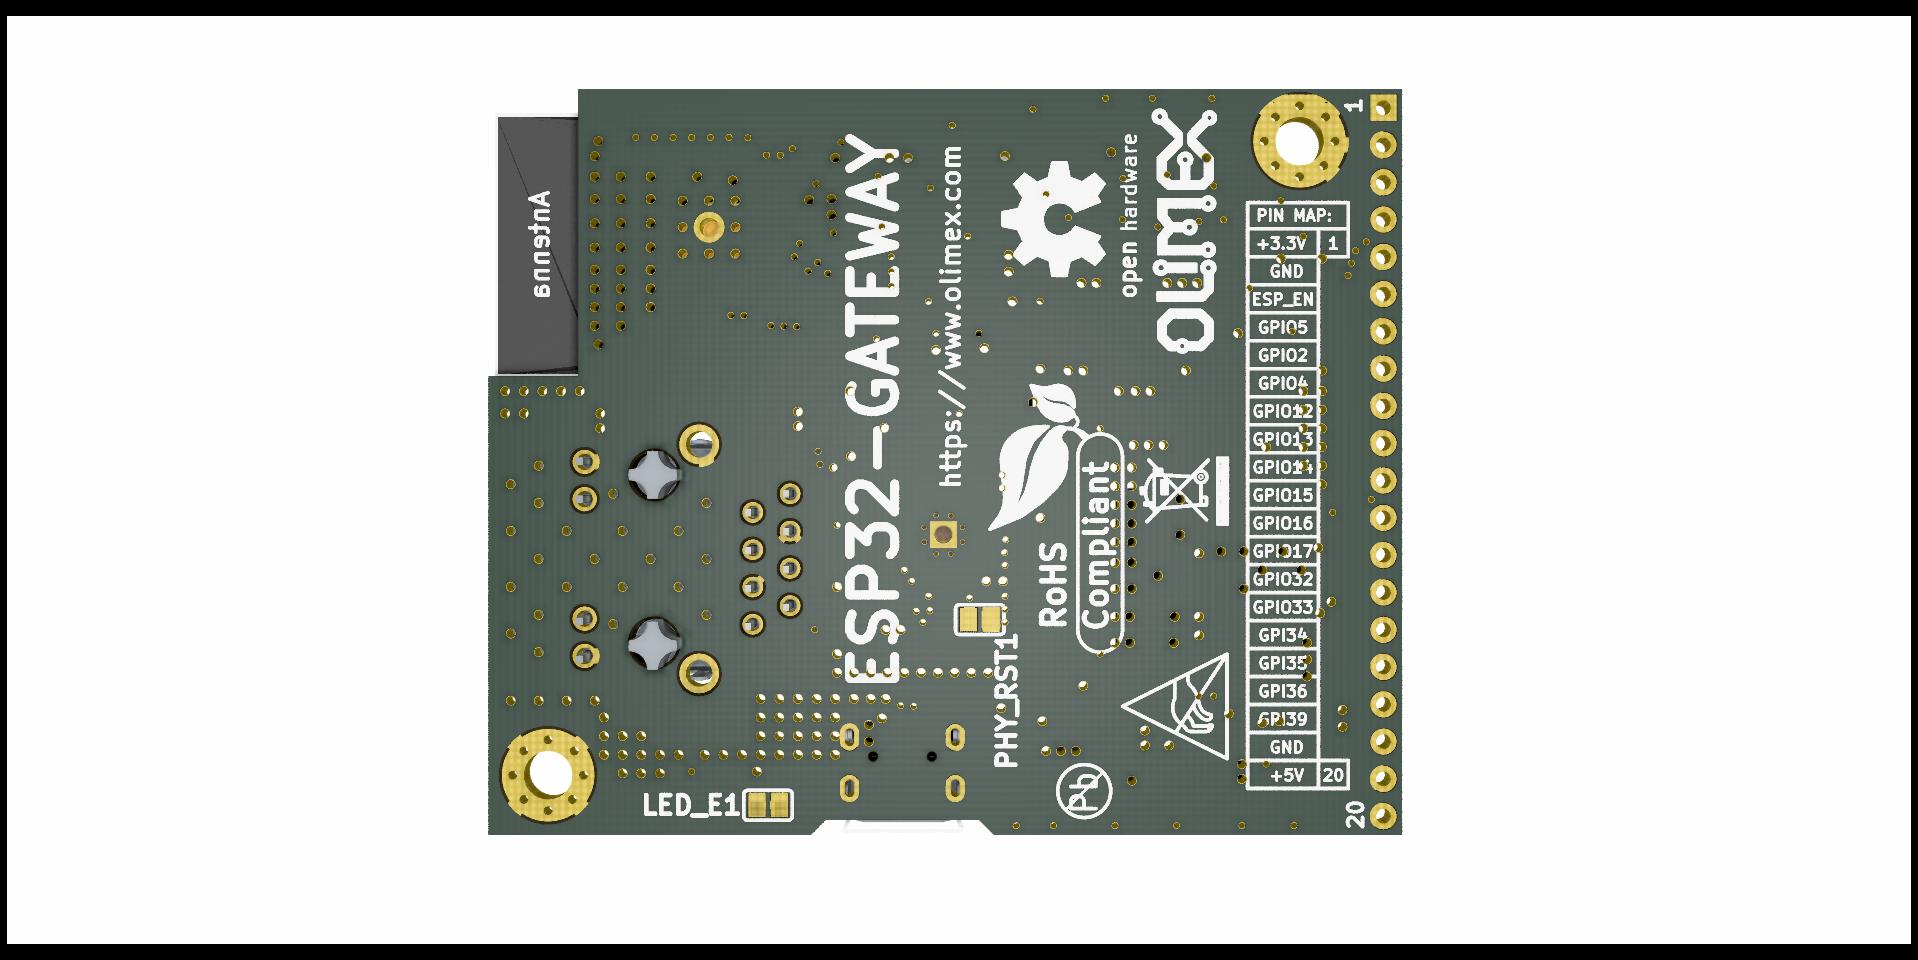 Antenna
ESP32-GATEWAY
https://www.olimex.com
open hardware
OLIMEX
RoHS
Compliant
PHY_RST1
LED_E1
Pb
1
PIN MAP:
+3.3V 1
GND
ESP_EN
GPIO5
GPIO2
GPIO4
GPIO12
GPIO13
GPIO14
GPIO15
GPIO16
GPIO17
GPIO32
GPIO33
GPI34
GPI35
GPI36
GPI39
GND
+5V 20
20